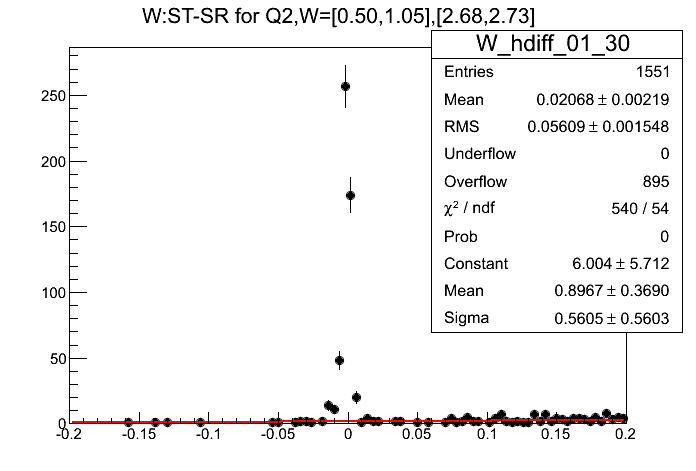 W:ST-SR for Q2,W=[0.50,1.05],[2.68,2.73]
W_hdiff_01_30
Entries 1551
Mean 0.02068 ± 0.00219
RMS 0.05609 ± 0.001548
Underflow 0
Overflow 895
χ² / ndf 540 / 54
Prob 0
Constant 6.004 ± 5.712
Mean 0.8967 ± 0.3690
Sigma 0.5605 ± 0.5603
250
200
150
100
50
0
-0.2 -0.15 -0.1 -0.05 0 0.05 0.1 0.15 0.2